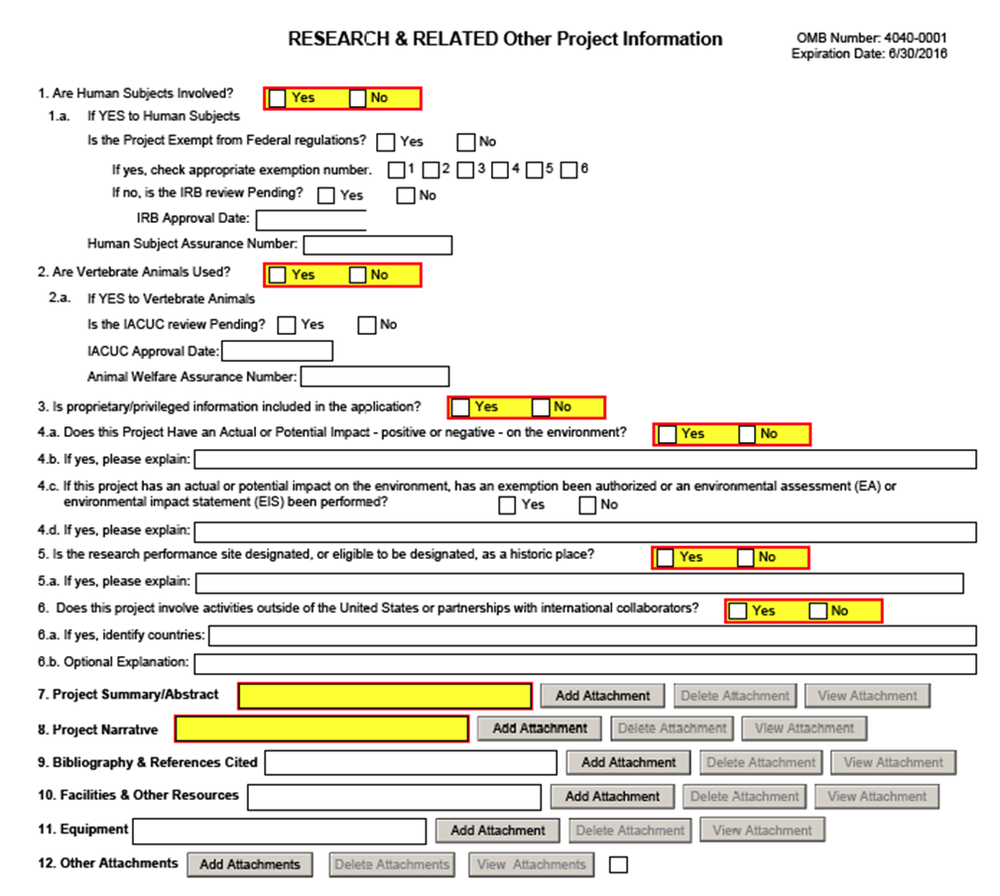 RESEARCH & RELATED Other Project Information
OMB Number: 4040-0001
Expiration Date: 6/30/2016
1. Are Human Subjects Involved? Yes No
1.a. If YES to Human Subjects
Is the Project Exempt from Federal regulations? Yes No
If yes, check appropriate exemption number. 1 2 3 4 5 6
If no, is the IRB review Pending? Yes No
IRB Approval Date:
Human Subject Assurance Number:
2. Are Vertebrate Animals Used? Yes No
2.a. If YES to Vertebrate Animals
Is the IACUC review Pending? Yes No
IACUC Approval Date:
Animal Welfare Assurance Number:
3. Is proprietary/privileged information included in the application? Yes No
4.a. Does this Project Have an Actual or Potential Impact - positive or negative - on the environment? Yes No
4.b. If yes, please explain:
4.c. If this project has an actual or potential impact on the environment, has an exemption been authorized or an environmental assessment (EA) or
environmental impact statement (EIS) been performed? Yes No
4.d. If yes, please explain:
5. Is the research performance site designated, or eligible to be designated, as a historic place? Yes No
5.a. If yes, please explain:
6. Does this project involve activities outside of the United States or partnerships with international collaborators? Yes No
6.a. If yes, identify countries:
6.b. Optional Explanation:
7. Project Summary/Abstract Add Attachment Delete Attachment View Attachment
8. Project Narrative Add Attachment Delete Attachment View Attachment
9. Bibliography & References Cited Add Attachment Delete Attachment View Attachment
10. Facilities & Other Resources Add Attachment Delete Attachment View Attachment
11. Equipment Add Attachment Delete Attachment View Attachment
12. Other Attachments Add Attachments Delete Attachments View Attachments